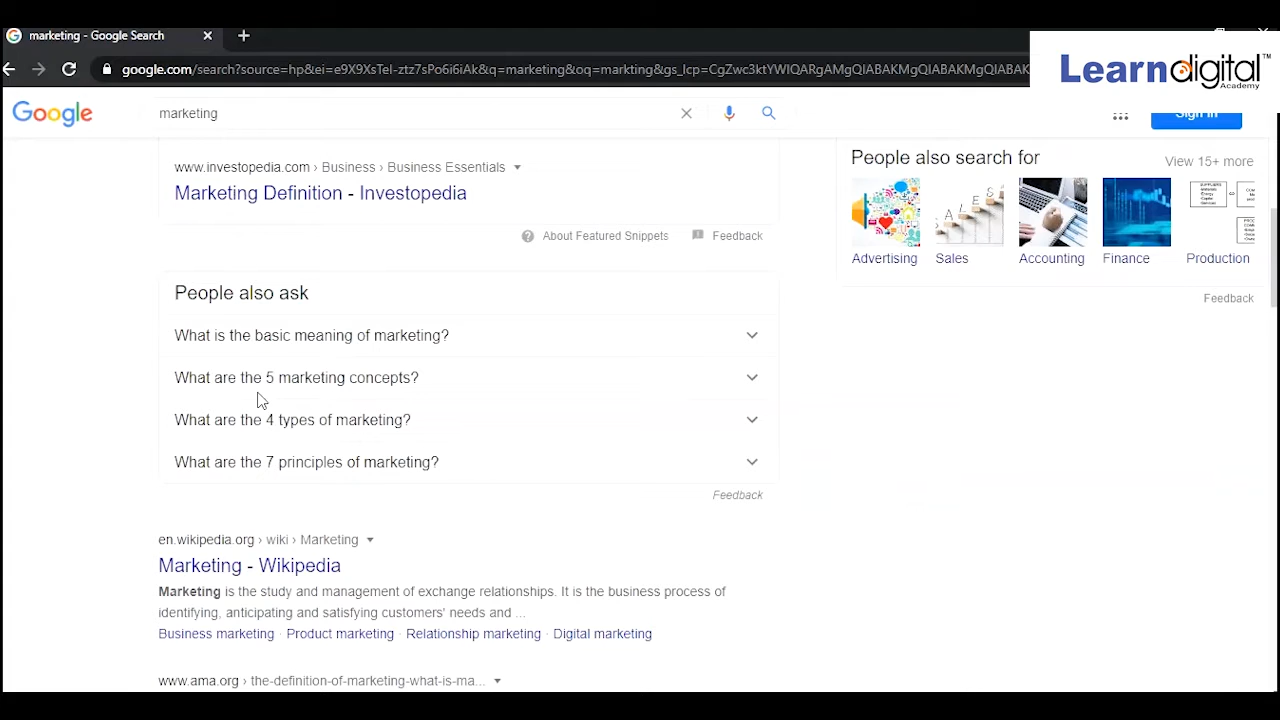 marketing - Google Search
google.com/search?source=hp&ei=e9X9XsTel-ztz7sPo6i6iAk&q=marketing&oq=markting&gs_lcp=CgZwc3ktYWIQARgAMgQIABAKMgQIABAKMgQIABAKMgQIABAKMgQIABAKMgQIABAK
Learndigital™
Academy
Google
marketing
Sign in
www.investopedia.com › Business › Business Essentials
Marketing Definition - Investopedia
About Featured Snippets
Feedback
People also search for
View 15+ more
SALES
Advertising
Sales
Accounting
Finance
Production
Feedback
People also ask
What is the basic meaning of marketing?
What are the 5 marketing concepts?
What are the 4 types of marketing?
What are the 7 principles of marketing?
Feedback
en.wikipedia.org › wiki › Marketing
Marketing - Wikipedia
Marketing is the study and management of exchange relationships. It is the business process of
identifying, anticipating and satisfying customers' needs and ...
Business marketing · Product marketing · Relationship marketing · Digital marketing
www.ama.org › the-definition-of-marketing-what-is-ma...